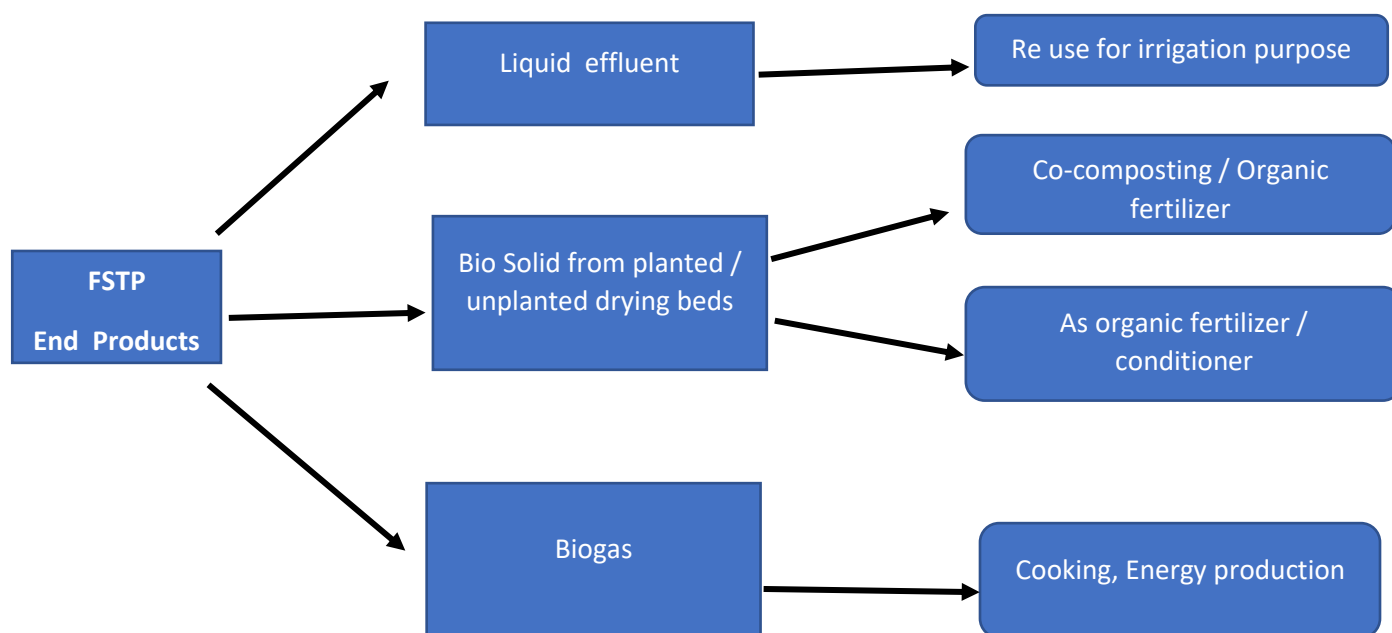 Liquid effluent
Re use for irrigation purpose
Co-composting / Organic
fertilizer
FSTP
End Products
Bio Solid from planted /
unplanted drying beds
As organic fertilizer /
conditioner
Biogas
Cooking, Energy production